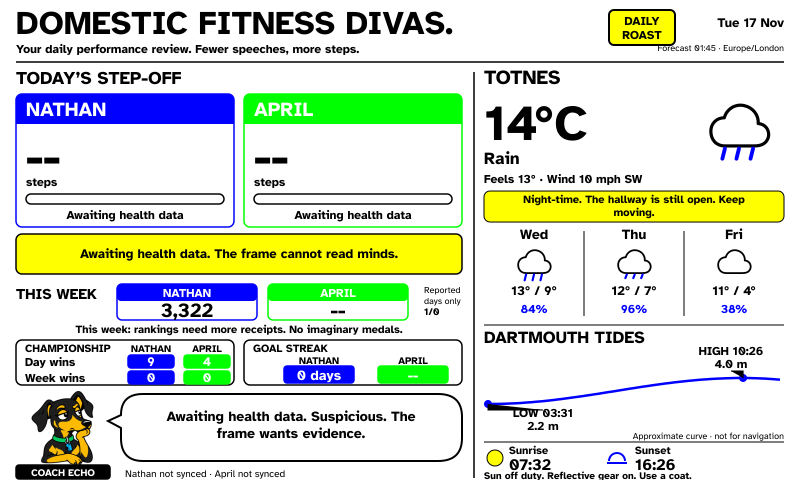 DOMESTIC FITNESS DIVAS.
Your daily performance review. Fewer speeches, more steps.
DAILY
ROAST
Tue 17 Nov
Forecast 01:45 · Europe/London
TODAY’S STEP-OFF
NATHAN
--
steps
Awaiting health data
APRIL
--
steps
Awaiting health data
Awaiting health data. The frame cannot read minds.
THIS WEEK
NATHAN
3,322
APRIL
--
Reported
days only
1/0
This week: rankings need more receipts. No imaginary medals.
CHAMPIONSHIP NATHAN APRIL
Day wins 9 4
Week wins 0 0
GOAL STREAK
NATHAN APRIL
0 days —
Awaiting health data. Suspicious. The
frame wants evidence.
COACH ECHO
Nathan not synced · April not synced
TOTNES
14°C
Rain
Feels 13° · Wind 10 mph SW
Night-time. The hallway is still open. Keep
moving.
Wed Thu Fri
13° / 9° 12° / 7° 11° / 4°
84% 96% 38%
DARTMOUTH TIDES
HIGH 10:26
4.0 m
LOW 03:31
2.2 m
Approximate curve · not for navigation
Sunrise
07:32
Sunset
16:26
Sun off duty. Reflective gear on. Use a coat.